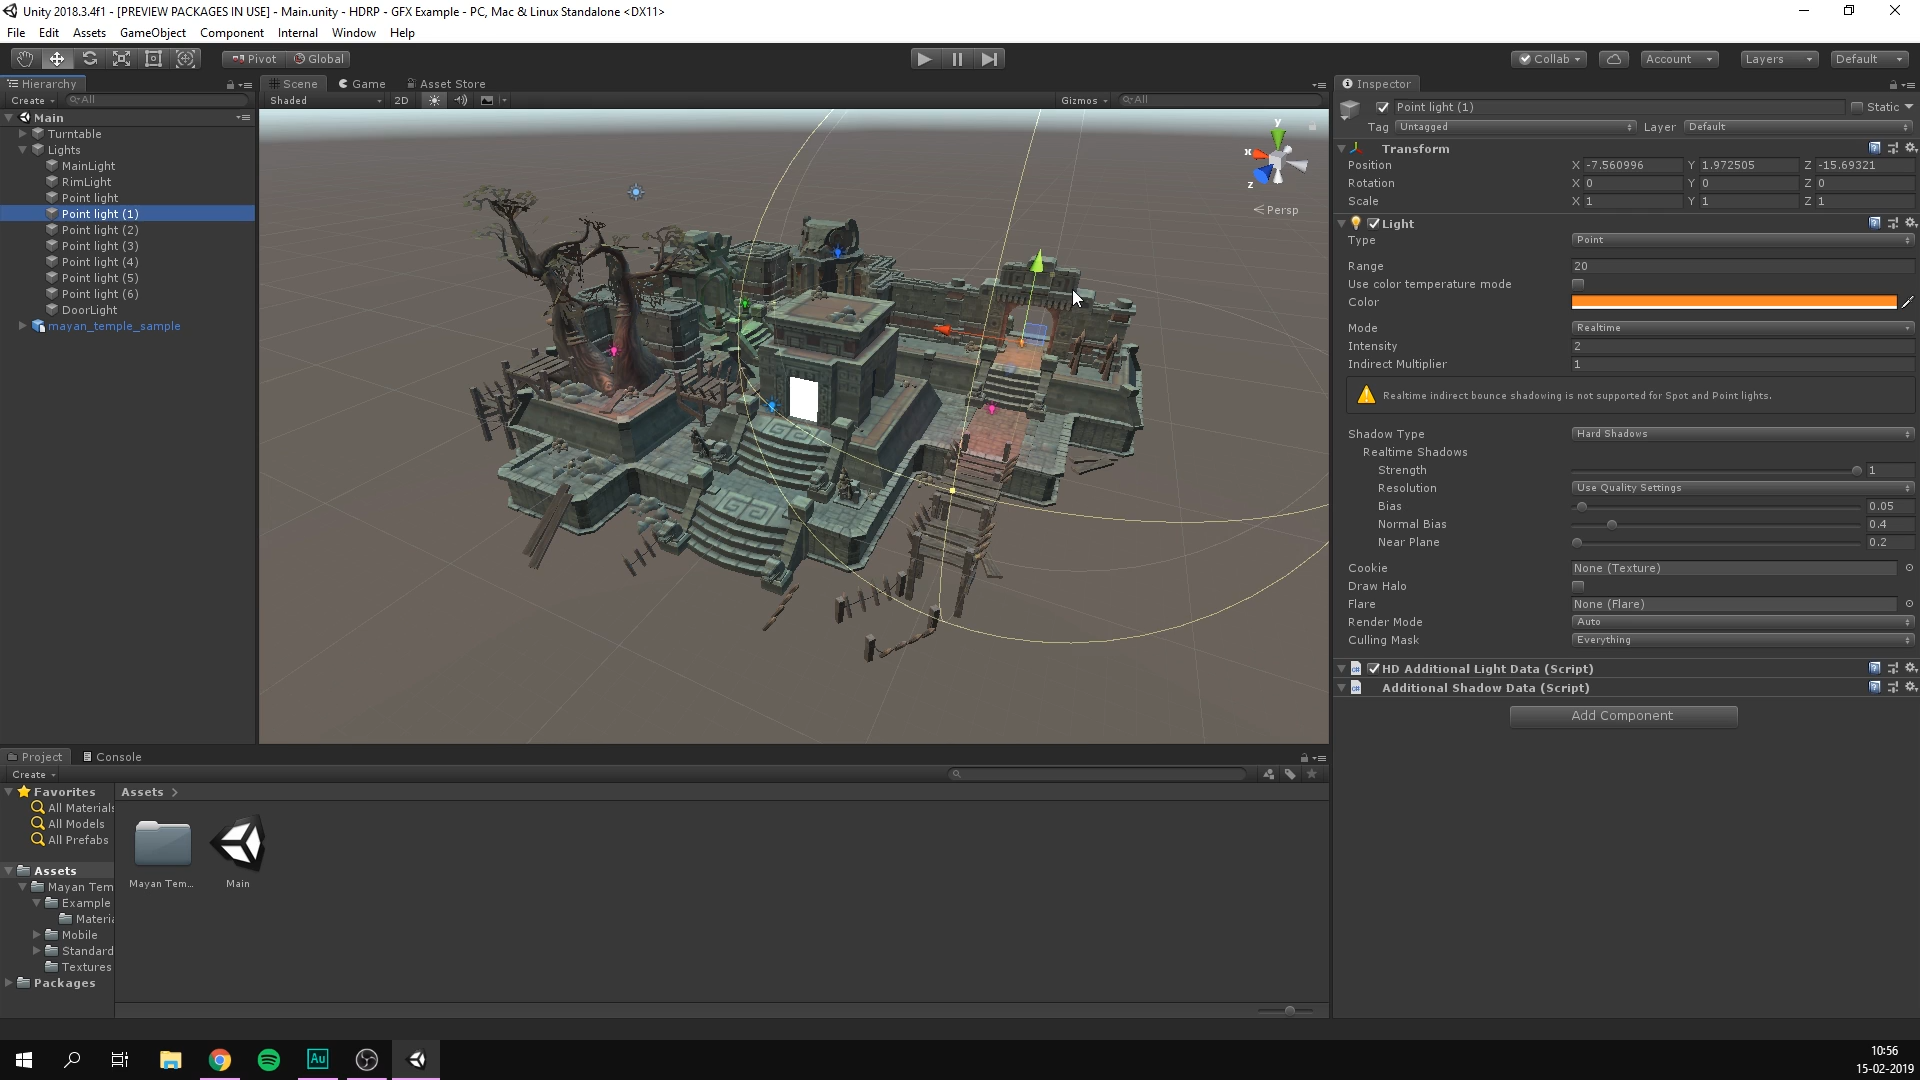 Unity 2018.3.4f1 - [PREVIEW PACKAGES IN USE] - Main.unity - HDRP - GFX Example - PC, Mac & Linux Standalone <DX11>
File Edit Assets GameObject Component Internal Window Help
Pivot Global Collab Account Layers Default
Hierarchy
Create All
Main
Turntable
Lights
MainLight
RimLight
Point light
Point light (1)
Point light (2)
Point light (3)
Point light (4)
Point light (5)
Point light (6)
DoorLight
mayan_temple_sample
Scene Game Asset Store
Shaded 2D Gizmos All
y
x
z
Persp
Inspector
Point light (1) Static
Tag Untagged Layer Default
Transform
Position X -7.560996 Y 1.972505 Z -15.69321
Rotation X 0 Y 0 Z 0
Scale X 1 Y 1 Z 1
Light
Type Point
Range 20
Use color temperature mode
Color
Mode Realtime
Intensity 2
Indirect Multiplier 1
Realtime indirect bounce shadowing is not supported for Spot and Point lights.
Shadow Type Hard Shadows
Realtime Shadows
Strength 1
Resolution Use Quality Settings
Bias 0.05
Normal Bias 0.4
Near Plane 0.2
Cookie None (Texture)
Draw Halo
Flare None (Flare)
Render Mode Auto
Culling Mask Everything
HD Additional Light Data (Script)
Additional Shadow Data (Script)
Add Component
Project Console
Create
Favorites
All Materials
All Models
All Prefabs
Assets
Mayan Tem
Example
Materia
Mobile
Standard
Textures
Packages
Assets
Mayan Tem...
Main
Au
10:56
15-02-2019